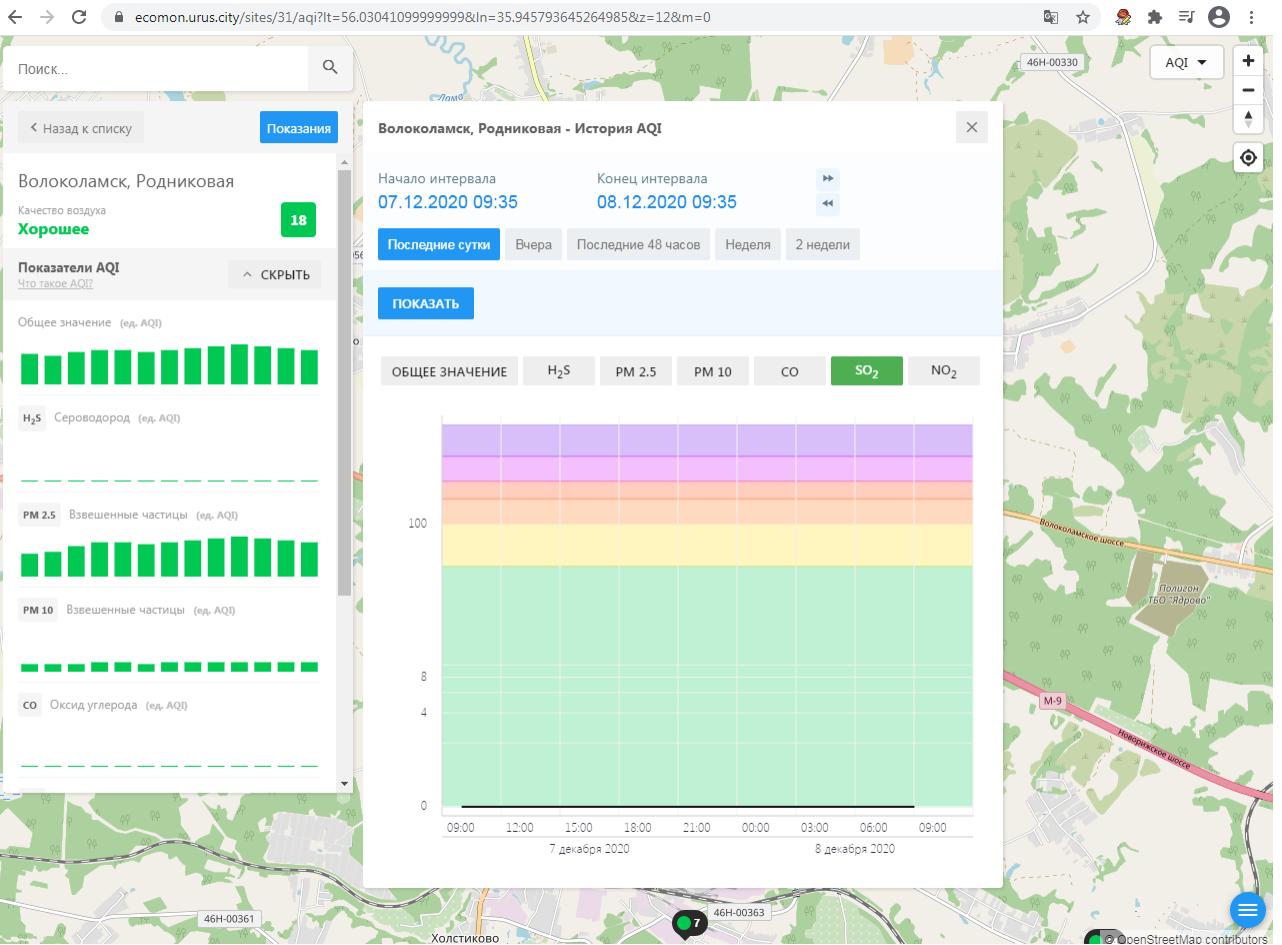 ecomon.urus.city/sites/31/aqi?lt=56.03041099999999&ln=35.945793645264985&z=12&m=0
Поиск...
46Н-00330
AQI
Лама
Назад к списку
Показания
Волоколамск, Родниковая
Качество воздуха
Хорошее
18
Показатели AQI
Что такое AQI?
СКРЫТЬ
Общее значение (ед. AQI)
H2S Сероводород (ед. AQI)
PM 2.5 Взвешенные частицы (ед. AQI)
PM 10 Взвешенные частицы (ед. AQI)
CO Оксид углерода (ед. AQI)
Волоколамск, Родниковая - История AQI
Начало интервала
07.12.2020 09:35
Конец интервала
08.12.2020 09:35
Последние сутки
Вчера
Последние 48 часов
Неделя
2 недели
ПОКАЗАТЬ
ОБЩЕЕ ЗНАЧЕНИЕ
H2S
PM 2.5
PM 10
CO
SO2
NO2
100
8
4
0
09:00 12:00 15:00 18:00 21:00 00:00 03:00 06:00 09:00
7 декабря 2020 8 декабря 2020
Волоколамское шоссе
Полигон
ТБО "Ядрово"
М-9
Новорижское шоссе
46Н-00361
46Н-00363
7
Холстиково
© OpenStreetMap contributors